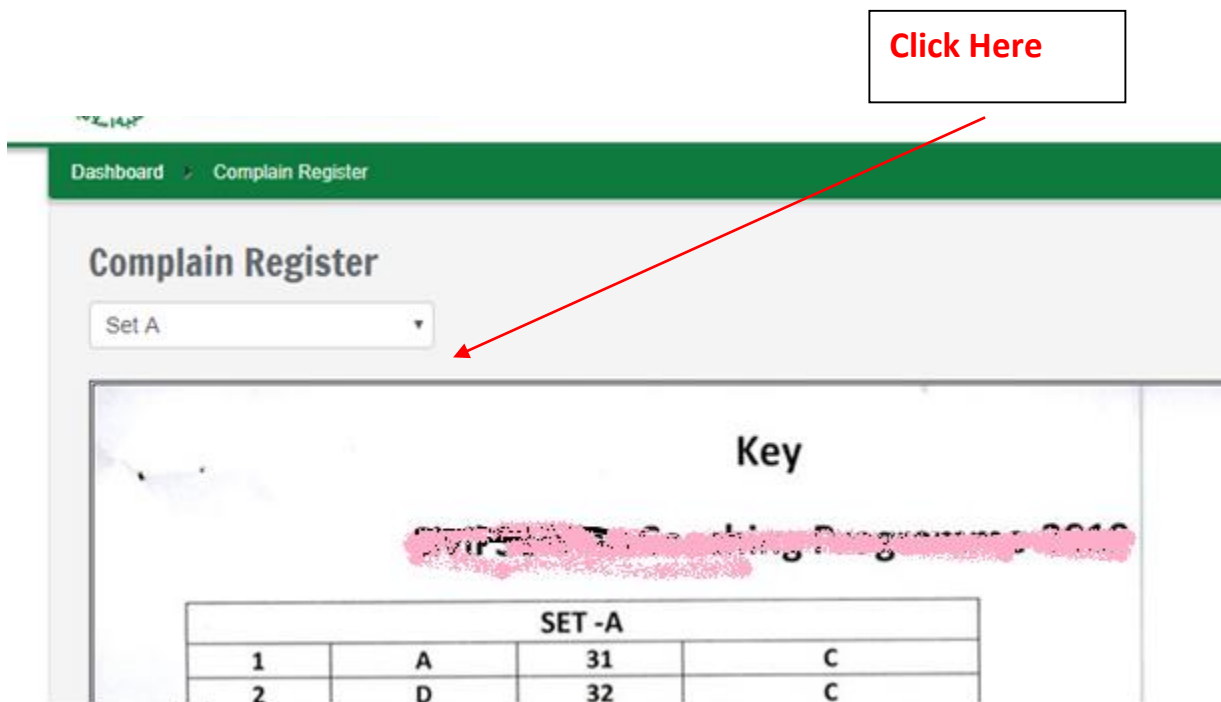 Click Here
Dashboard Complain Register
Complain Register
Set A
Key
SET -A
1 A 31 C
2 D 32 C